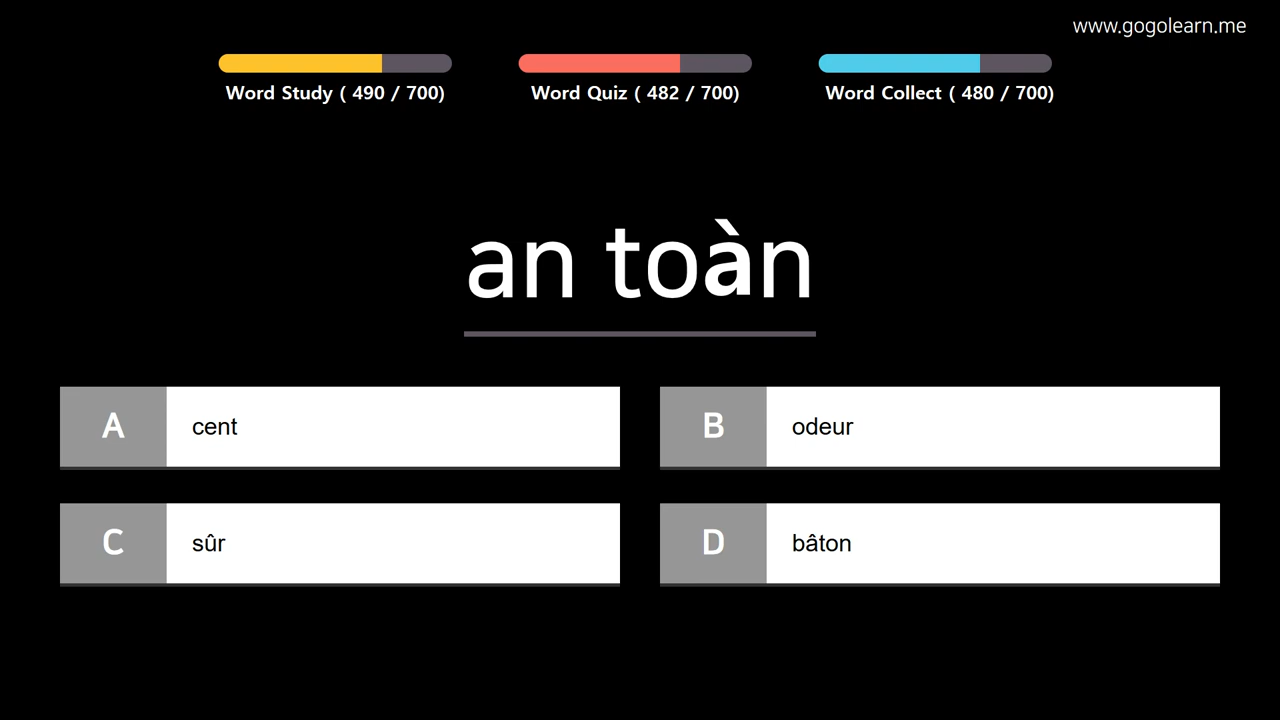 www.gogolearn.me
Word Study ( 490 / 700)
Word Quiz ( 482 / 700)
Word Collect ( 480 / 700)
an toàn
A cent
B odeur
C sûr
D bâton